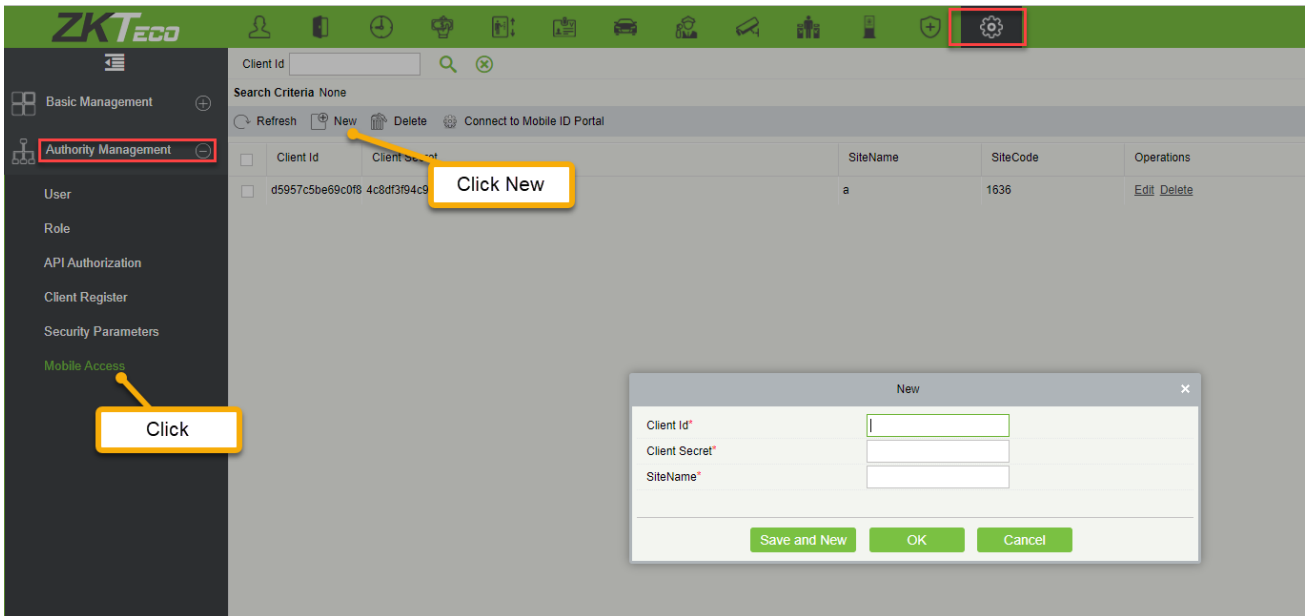 ZKTeco
Client Id
Basic Management
Search Criteria None
Refresh New Delete Connect to Mobile ID Portal
Authority Management
Client Id Client Secret SiteName SiteCode Operations
d5957c5be69c0f8 4c8df3f94c9 a 1636 Edit Delete
Click New
User
Role
API Authorization
Client Register
Security Parameters
Mobile Access
Click
New
Client Id*
Client Secret*
SiteName*
Save and New OK Cancel